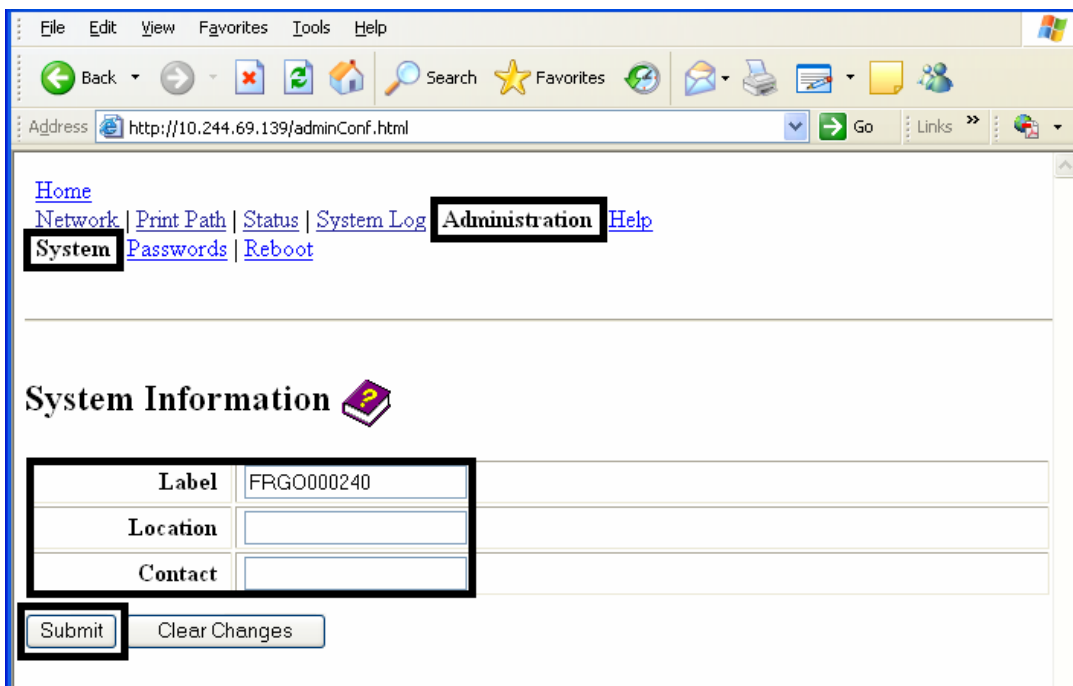 File Edit View Favorites Tools Help
Back Search Favorites
Address http://10.244.69.139/adminConf.html Go Links »
Home
Network | Print Path | Status | System Log Administration Help
System Passwords | Reboot
System Information ?
Label FRGO000240
Location
Contact
Submit Clear Changes